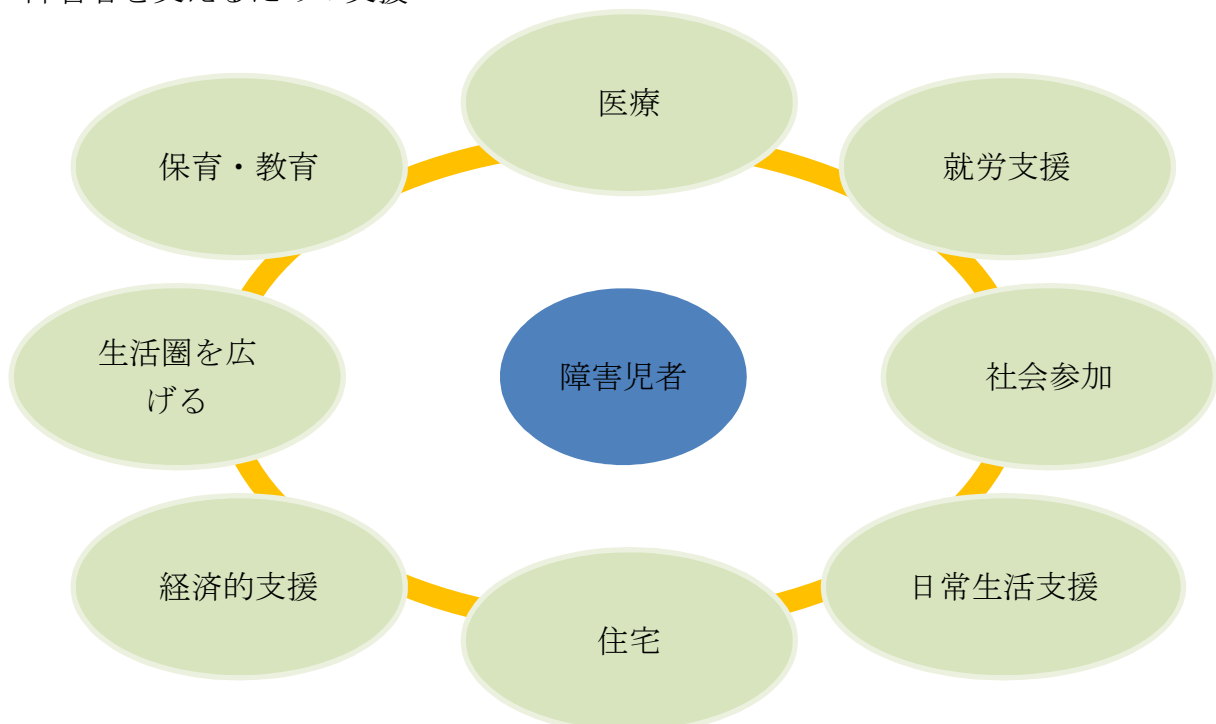 医療
保育・教育
就労支援
生活圏を広
げる
障害児者
社会参加
経済的支援
日常生活支援
住宅